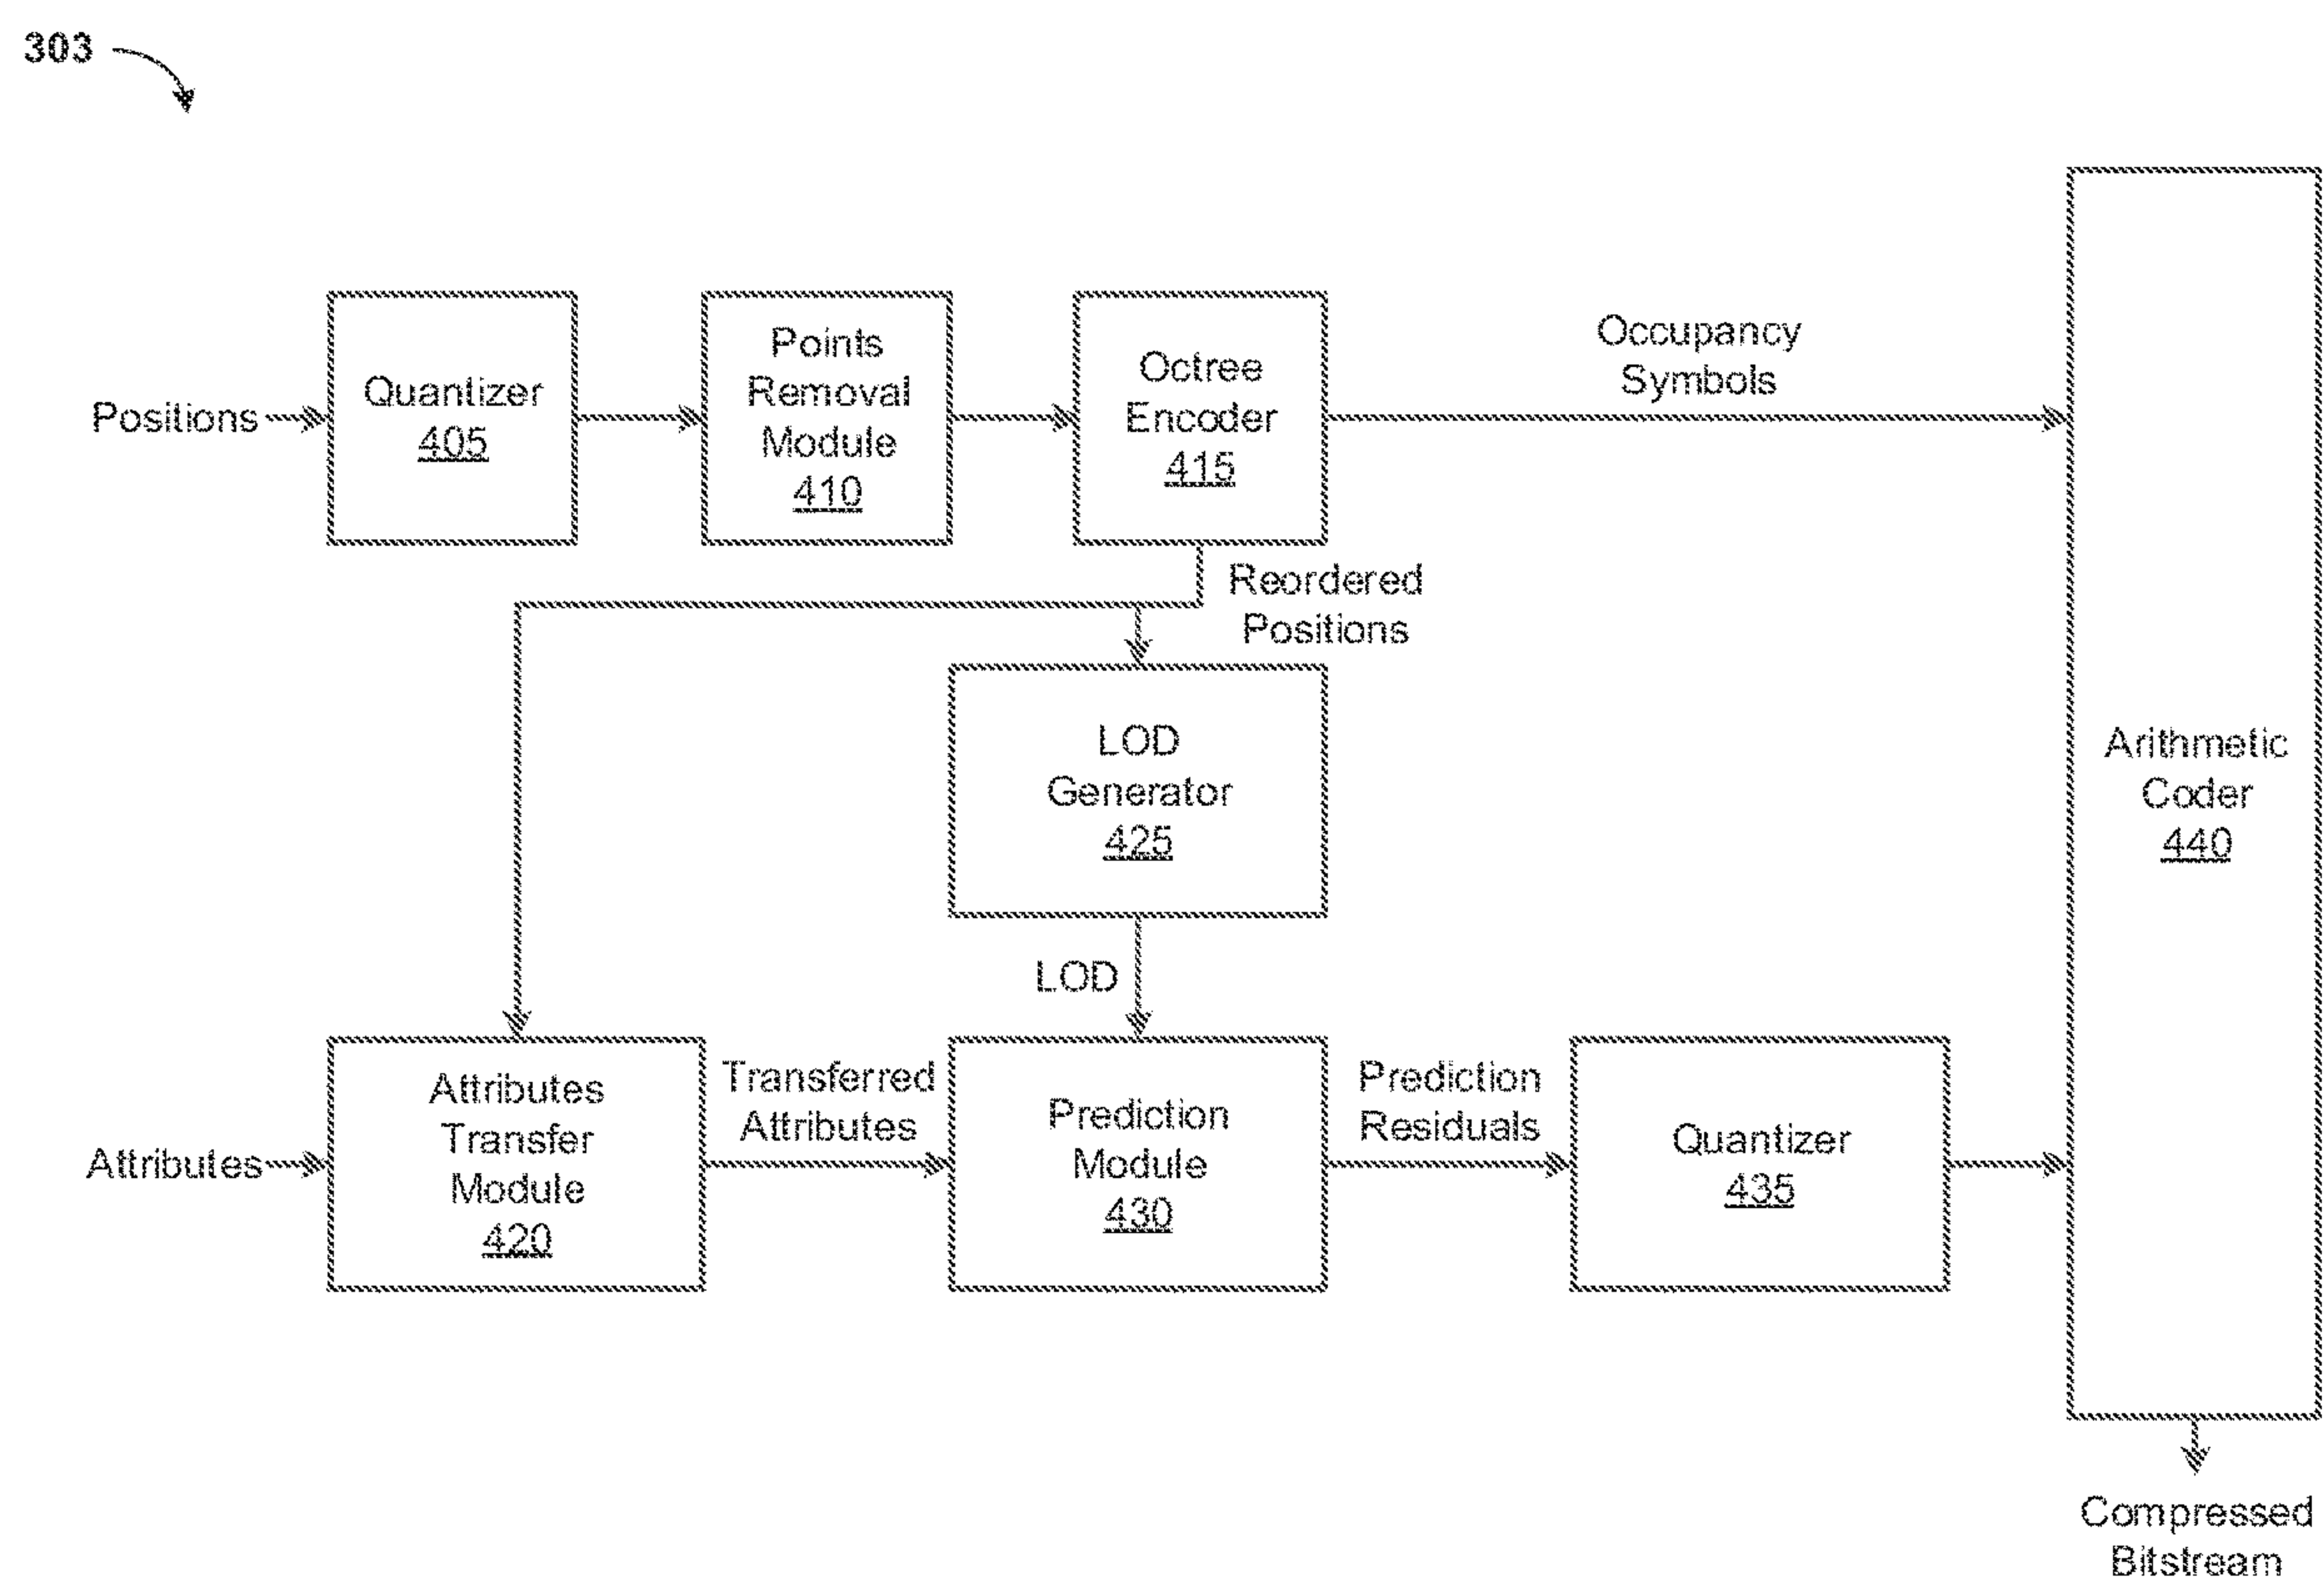 303
Positions
Quantizer
405
Points
Removal
Module
410
Octree
Encoder
415
Occupancy
Symbols
Reordered
Positions
LOD
Generator
425
LOD
Attributes
Attributes
Transfer
Module
420
Transferred
Attributes
Prediction
Module
430
Prediction
Residuals
Quantizer
435
Arithmetic
Coder
440
Compressed
Bitstream